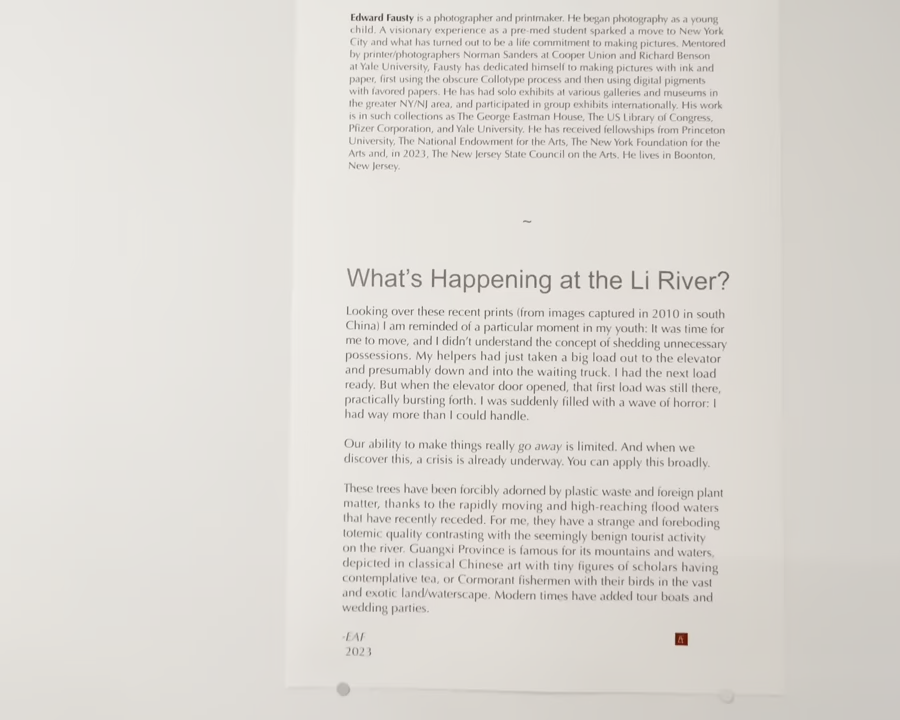 Edward Fausty is a photographer and printmaker. He began photography as a young
child. A visionary experience as a pre-med student sparked a move to New York
City and what has turned out to be a life commitment to making pictures. Mentored
by printer/photographers Norman Sanders at Cooper Union and Richard Benson
at Yale University, Fausty has dedicated himself to making pictures with ink and
paper, first using the obscure Collotype process and then using digital pigments
with favored papers. He has had solo exhibits at various galleries and museums in
the greater NY/NJ area, and participated in group exhibits internationally. His work
is in such collections as The George Eastman House, The US Library of Congress,
Pfizer Corporation, and Yale University. He has received fellowships from Princeton
University, The National Endowment for the Arts, The New York Foundation for the
Arts and, in 2023, The New Jersey State Council on the Arts. He lives in Boonton,
New Jersey.
~
What's Happening at the Li River?
Looking over these recent prints (from images captured in 2010 in south
China) I am reminded of a particular moment in my youth: It was time for
me to move, and I didn't understand the concept of shedding unnecessary
possessions. My helpers had just taken a big load out to the elevator
and presumably down and into the waiting truck. I had the next load
ready. But when the elevator door opened, that first load was still there,
practically bursting forth. I was suddenly filled with a wave of horror: I
had way more than I could handle.
Our ability to make things really go away is limited. And when we
discover this, a crisis is already underway. You can apply this broadly.
These trees have been forcibly adorned by plastic waste and foreign plant
matter, thanks to the rapidly moving and high-reaching flood waters
that have recently receded. For me, they have a strange and foreboding
totemic quality contrasting with the seemingly benign tourist activity
on the river. Guangxi Province is famous for its mountains and waters,
depicted in classical Chinese art with tiny figures of scholars having
contemplative tea, or Cormorant fishermen with their birds in the vast
and exotic land/waterscape. Modern times have added tour boats and
wedding parties.
-EAF
2023